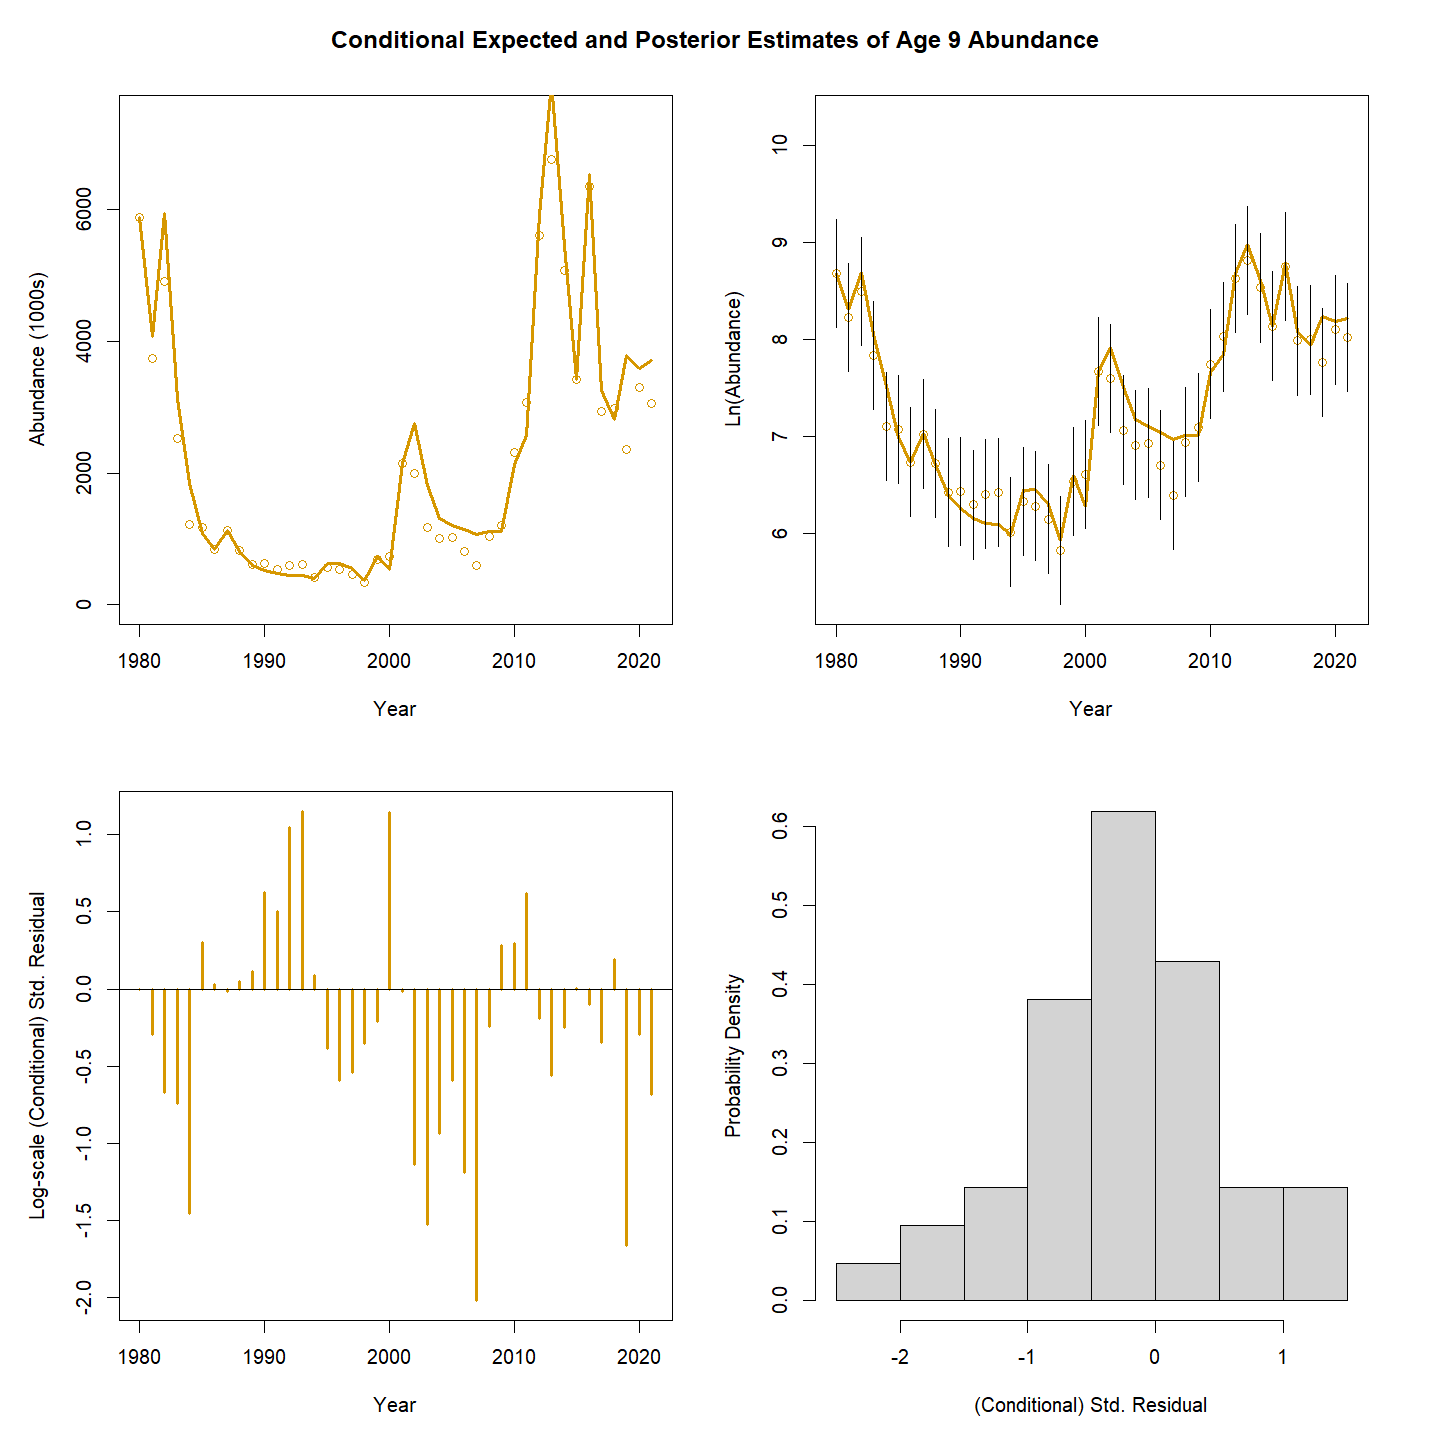 Conditional Expected and Posterior Estimates of Age 9 Abundance
Abundance (1000s)
6000
4000
2000
0
1980 1990 2000 2010 2020
Year
Ln(Abundance)
10
9
8
7
6
1980 1990 2000 2010 2020
Year
Log-scale (Conditional) Std. Residual
1.0
0.5
0.0
-0.5
-1.0
-1.5
-2.0
1980 1990 2000 2010 2020
Year
Probability Density
0.6
0.5
0.4
0.3
0.2
0.1
0.0
-2 -1 0 1
(Conditional) Std. Residual